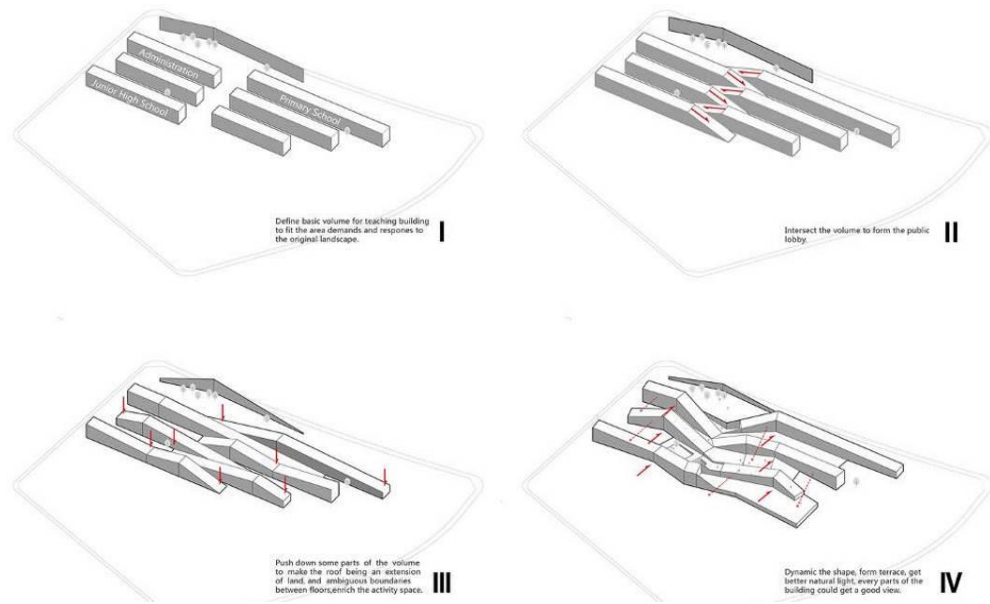 Administration
Junior High School
Primary School
Define basic volume for teaching building
to fit the area demands and respones to
the original landscape.
I
Intersect the volume to form the public
lobby.
II
Push down some parts of the volume
to make the roof being an extension
of land, and ambiguous boundaries
between floors,enrich the activity space.
III
Dynamic the shape, form terrace, get
better natural light, every parts of the
building could get a good view.
IV